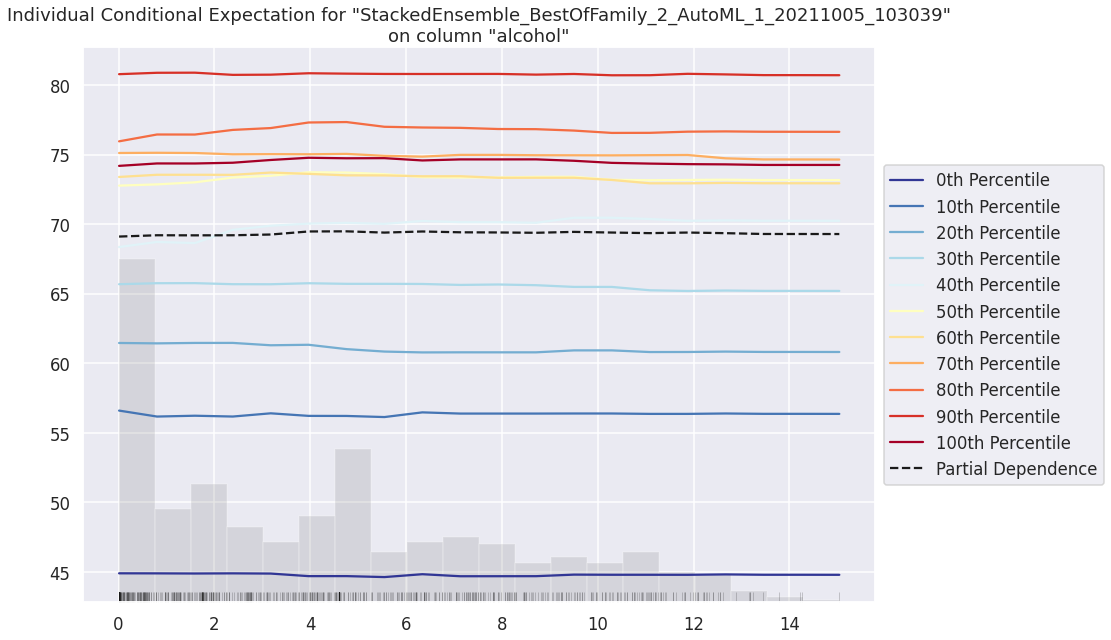 Individual Conditional Expectation for "StackedEnsemble_BestOfFamily_2_AutoML_1_20211005_103039"
on column "alcohol"
80
75
70
65
60
55
50
45
0 2 4 6 8 10 12 14
0th Percentile
10th Percentile
20th Percentile
30th Percentile
40th Percentile
50th Percentile
60th Percentile
70th Percentile
80th Percentile
90th Percentile
100th Percentile
Partial Dependence